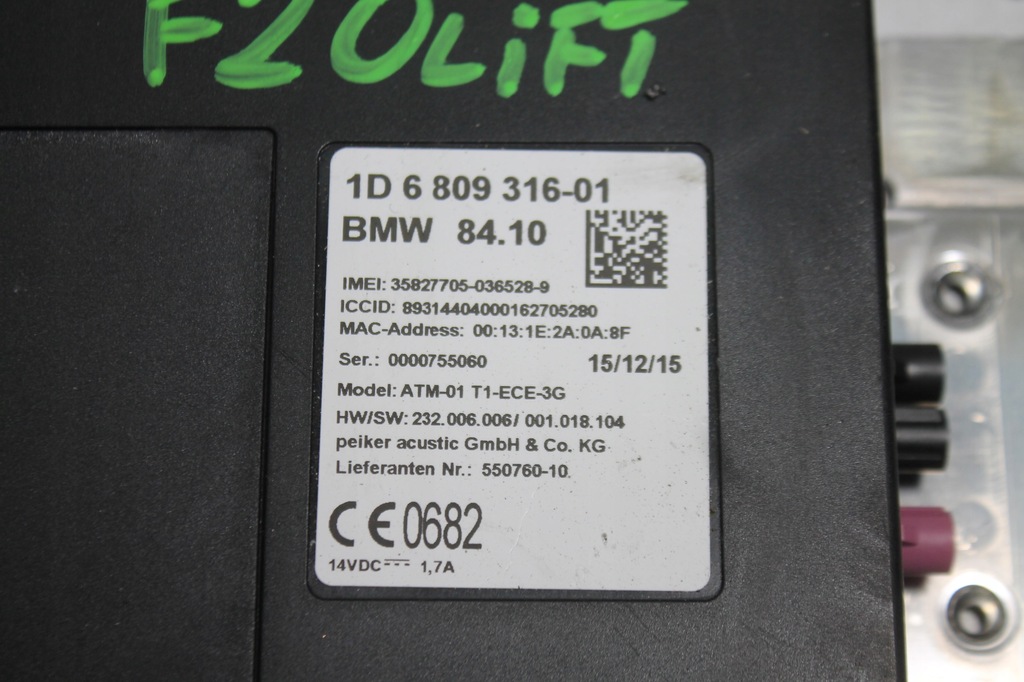 F20LiFT
1D 6 809 316-01
BMW 84.10
IMEI: 35827705-036528-9
ICCID: 89314404000162705280
MAC-Address: 00:13:1E:2A:0A:8F
Ser.: 0000755060 15/12/15
Model: ATM-01 T1-ECE-3G
HW/SW: 232.006.006/ 001.018.104
peiker acustic GmbH & Co. KG
Lieferanten Nr.: 550760-10
CE0682
14VDC 1,7A